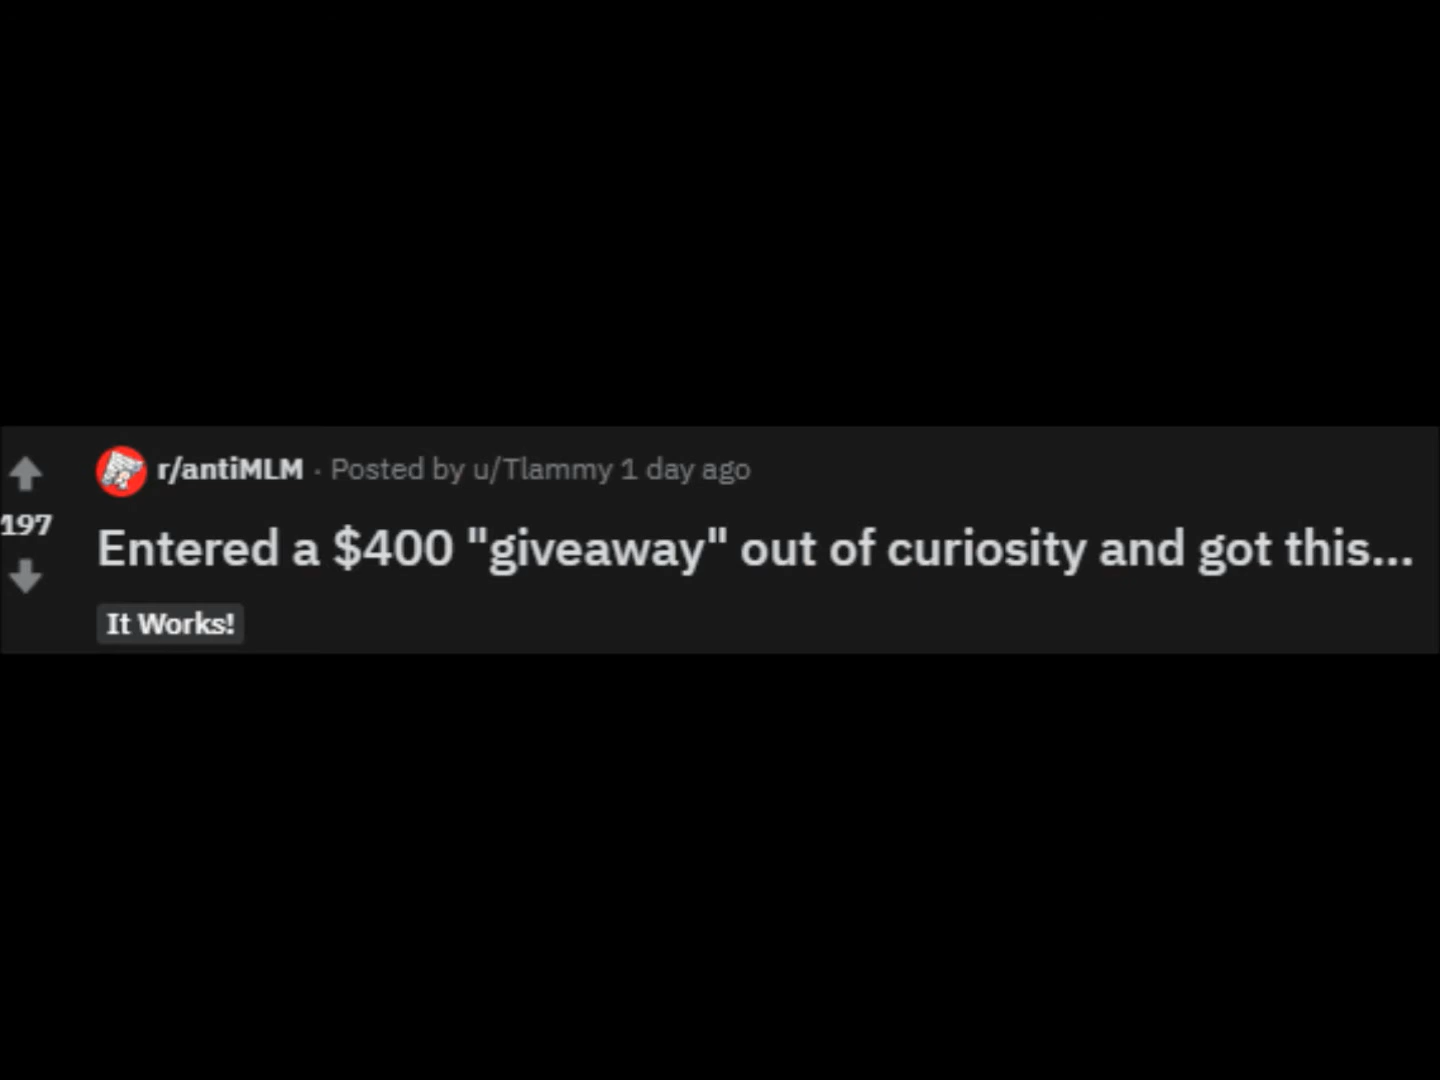 r/antiMLM · Posted by u/Tlammy 1 day ago
197
Entered a $400 "giveaway" out of curiosity and got this...
It Works!